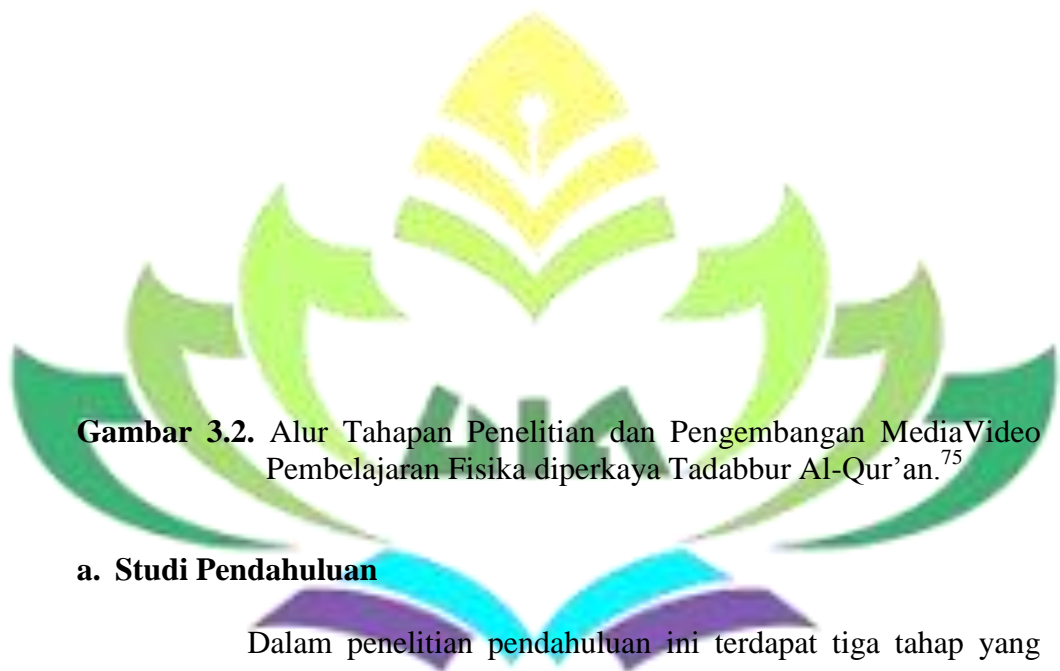 Gambar 3.2. Alur Tahapan Penelitian dan Pengembangan MediaVideo
Pembelajaran Fisika diperkaya Tadabbur Al-Qur’an.75
a. Studi Pendahuluan
Dalam penelitian pendahuluan ini terdapat tiga tahap yang